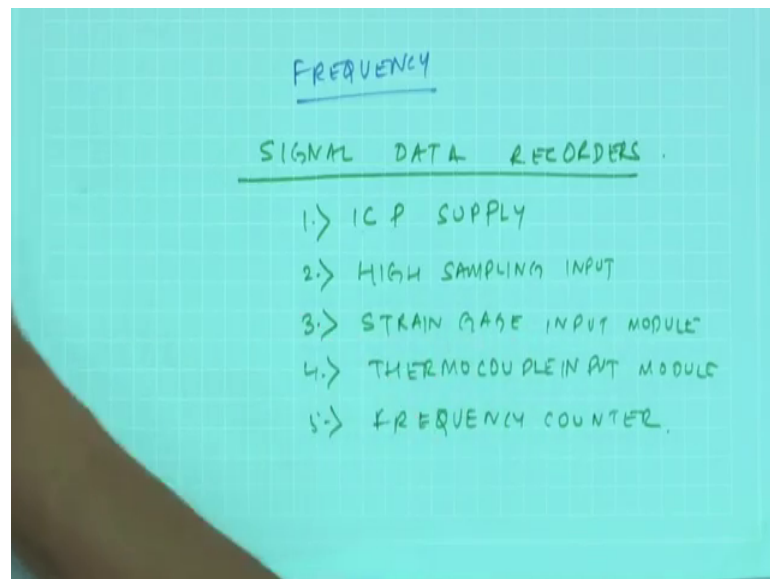 FREQUENCY
SIGNAL DATA RECORDERS.
1.> ICP SUPPLY
2.> HIGH SAMPLING INPUT
3.> STRAIN GAGE INPUT MODULE
4.> THERMOCOUPLE INPUT MODULE
5.> FREQUENCY COUNTER.